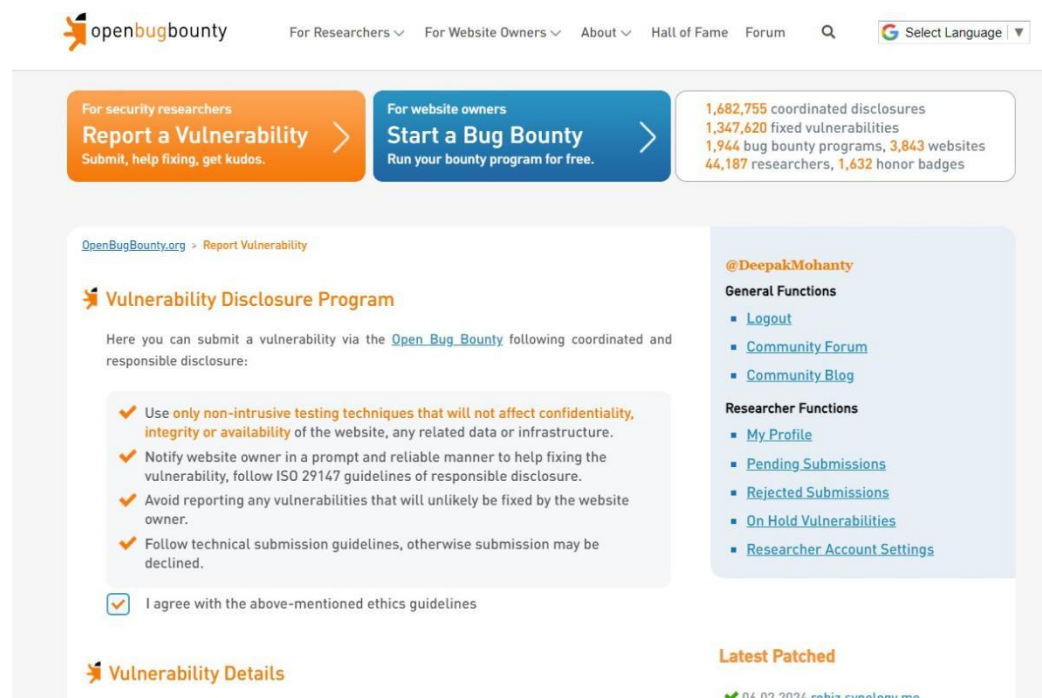 openbugbounty
For Researchers
For Website Owners
About
Hall of Fame
Forum
G Select Language
For security researchers
Report a Vulnerability
Submit, help fixing, get kudos.
For website owners
Start a Bug Bounty
Run your bounty program for free.
1,682,755 coordinated disclosures
1,347,620 fixed vulnerabilities
1,944 bug bounty programs, 3,843 websites
44,187 researchers, 1,632 honor badges
OpenBugBounty.org > Report Vulnerability
Vulnerability Disclosure Program
Here you can submit a vulnerability via the Open Bug Bounty following coordinated and
responsible disclosure:
Use only non-intrusive testing techniques that will not affect confidentiality,
integrity or availability of the website, any related data or infrastructure.
Notify website owner in a prompt and reliable manner to help fixing the
vulnerability, follow ISO 29147 guidelines of responsible disclosure.
Avoid reporting any vulnerabilities that will unlikely be fixed by the website
owner.
Follow technical submission guidelines, otherwise submission may be
declined.
I agree with the above-mentioned ethics guidelines
Vulnerability Details
@DeepakMohanty
General Functions
Logout
Community Forum
Community Blog
Researcher Functions
My Profile
Pending Submissions
Rejected Submissions
On Hold Vulnerabilities
Researcher Account Settings
Latest Patched